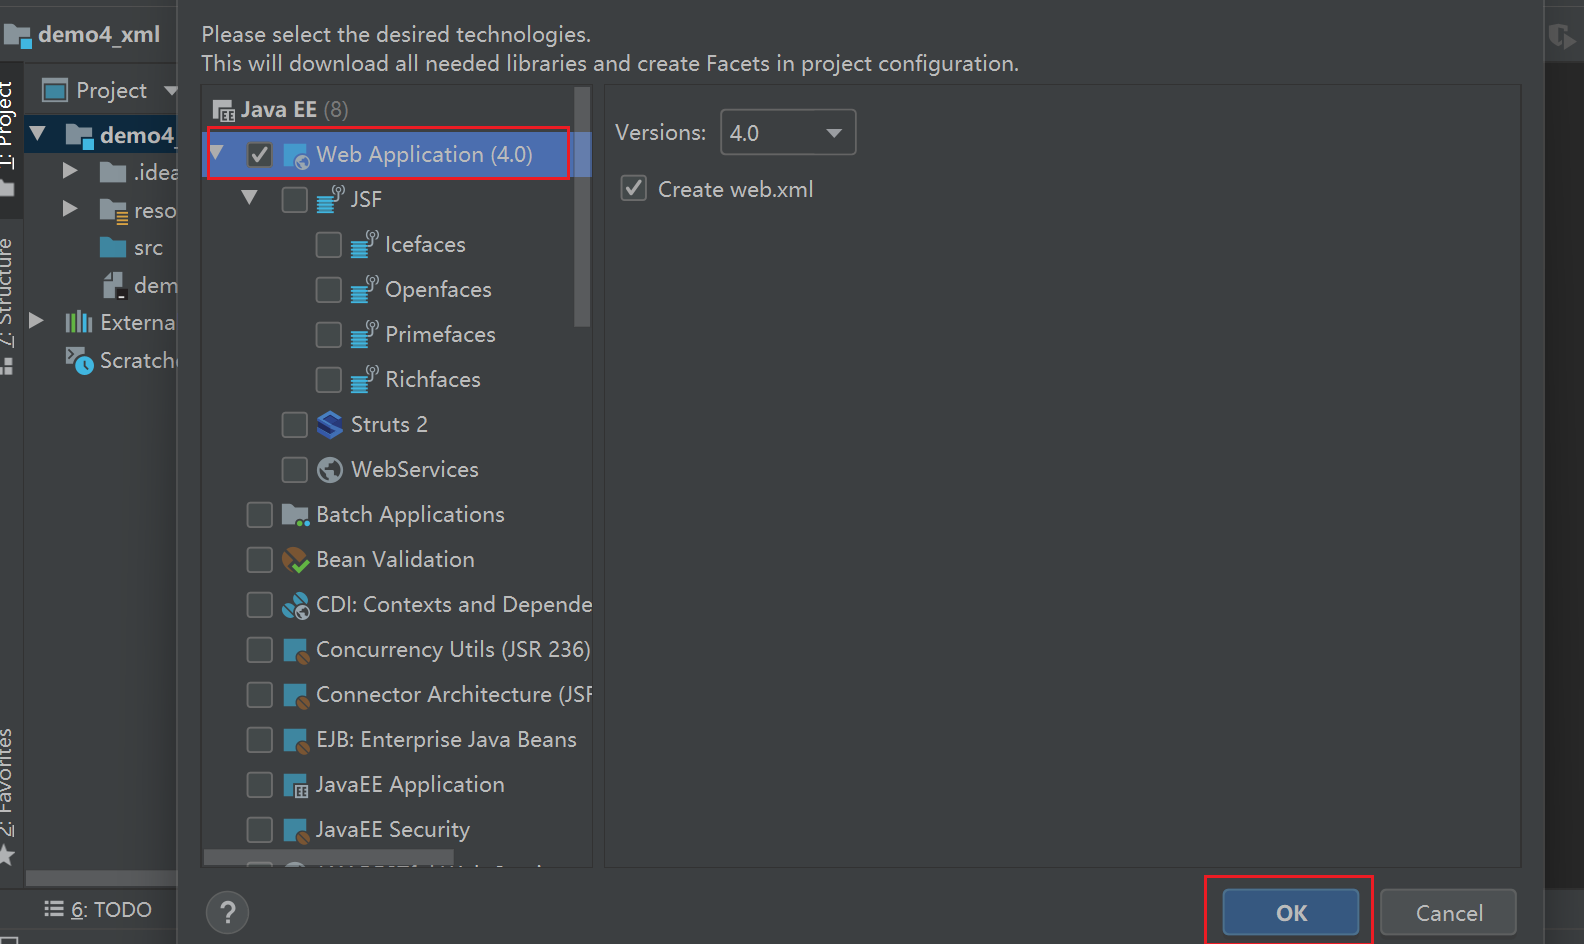 demo4_xml
Please select the desired technologies.
This will download all needed libraries and create Facets in project configuration.
Project
1: Project
demo4_
.idea
reso
src
dem
Externa
Scratch
7: Structure
2: Favorites
Java EE (8)
Web Application (4.0)
JSF
Icefaces
Openfaces
Primefaces
Richfaces
Struts 2
WebServices
Batch Applications
Bean Validation
CDI: Contexts and Depende
Concurrency Utils (JSR 236)
Connector Architecture (JSR
EJB: Enterprise Java Beans
JavaEE Application
JavaEE Security
Versions:
4.0
Create web.xml
6: TODO
?
OK
Cancel